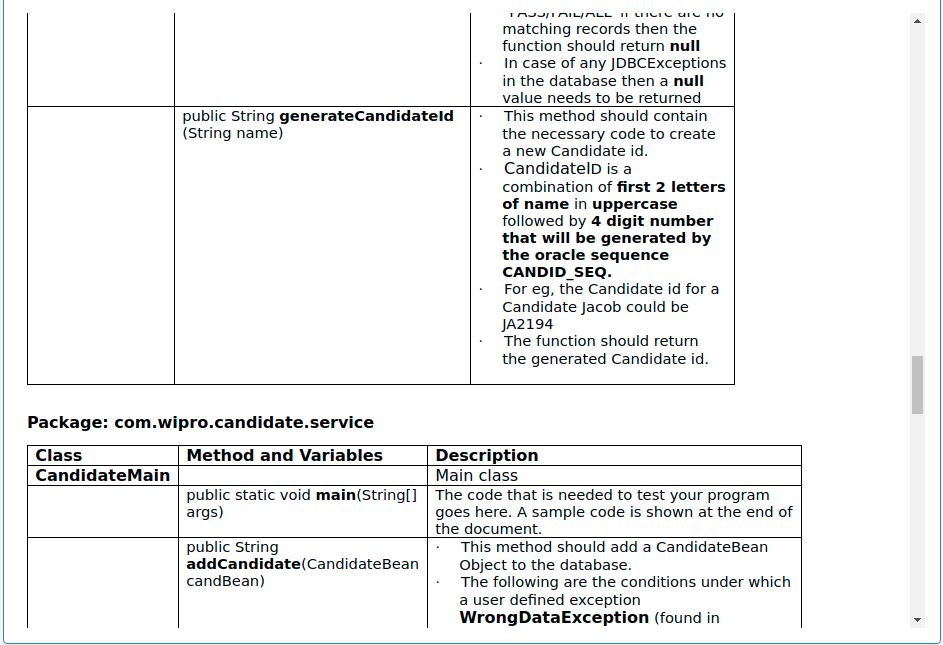 "PASS/FAIL/ALL" if there are no
matching records then the
function should return null
· In case of any JDBCExceptions
in the database then a null
value needs to be returned
public String generateCandidateId
(String name)
· This method should contain
the necessary code to create
a new Candidate id.
· CandidateID is a
combination of first 2 letters
of name in uppercase
followed by 4 digit number
that will be generated by
the oracle sequence
CANDID_SEQ.
· For eg, the Candidate id for a
Candidate Jacob could be
JA2194
· The function should return
the generated Candidate id.
Package: com.wipro.candidate.service
Class Method and Variables Description
CandidateMain Main class
public static void main(String[]
args)
The code that is needed to test your program
goes here. A sample code is shown at the end of
the document.
public String
addCandidate(CandidateBean
candBean)
· This method should add a CandidateBean
Object to the database.
· The following are the conditions under which
a user defined exception
WrongDataException (found in